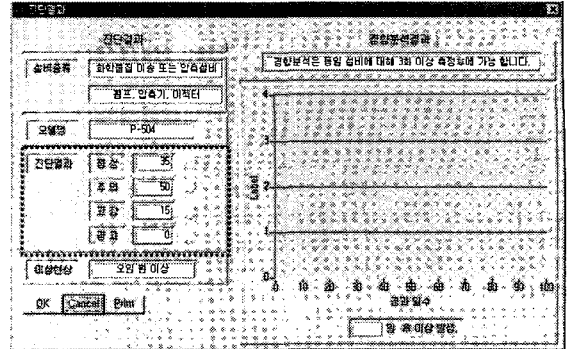 진단결과
진단결과
설비종류
화학물질 이송 또는 압축설비
펌프, 압축기, 이젝터
모델명
P-504
진단결과
정상 35
주의 50
경고 0
이상현상
오일 펌 이상
OK Cancel Print
경향분석결과
경향분석은 동일 설비에 대해 3회 이상 측정후에 가능 합니다.
4
3
2
1
0
Label
0 10 20 30 40 50 60 70 80 90 100
경과 일수
일 후 이상 발생.